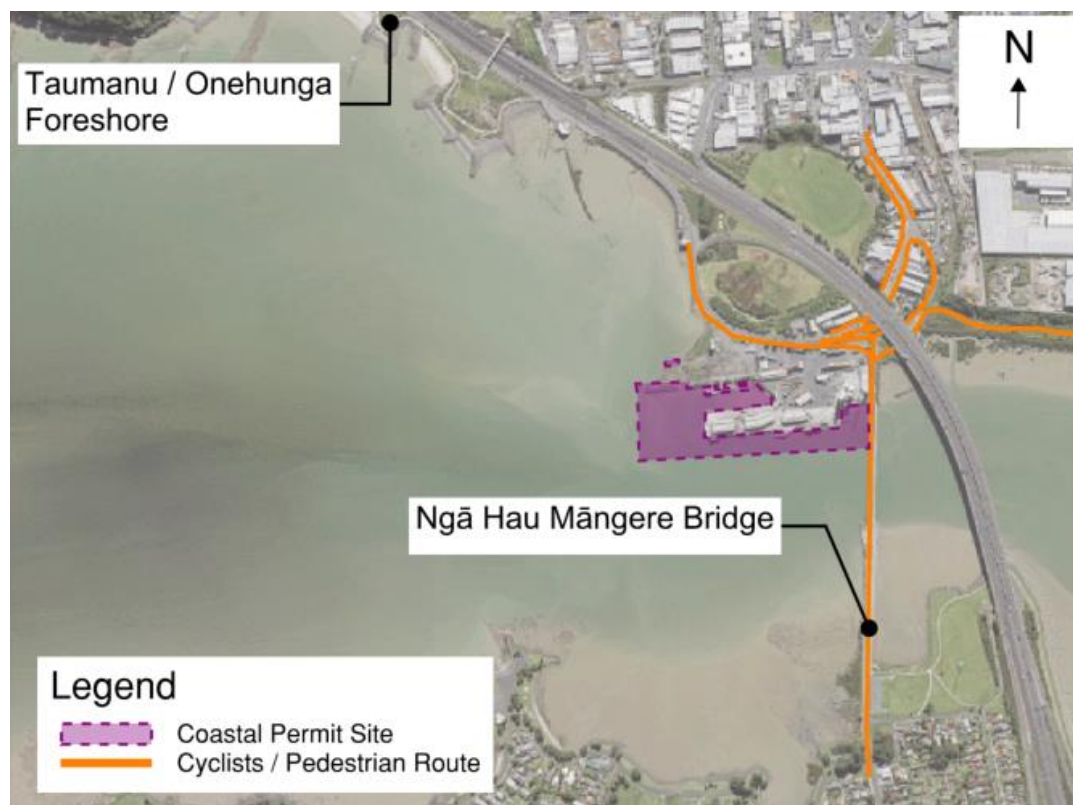 Taumanu / Onehunga
Foreshore
N
Ngā Hau Māngere Bridge
Legend
Coastal Permit Site
Cyclists / Pedestrian Route